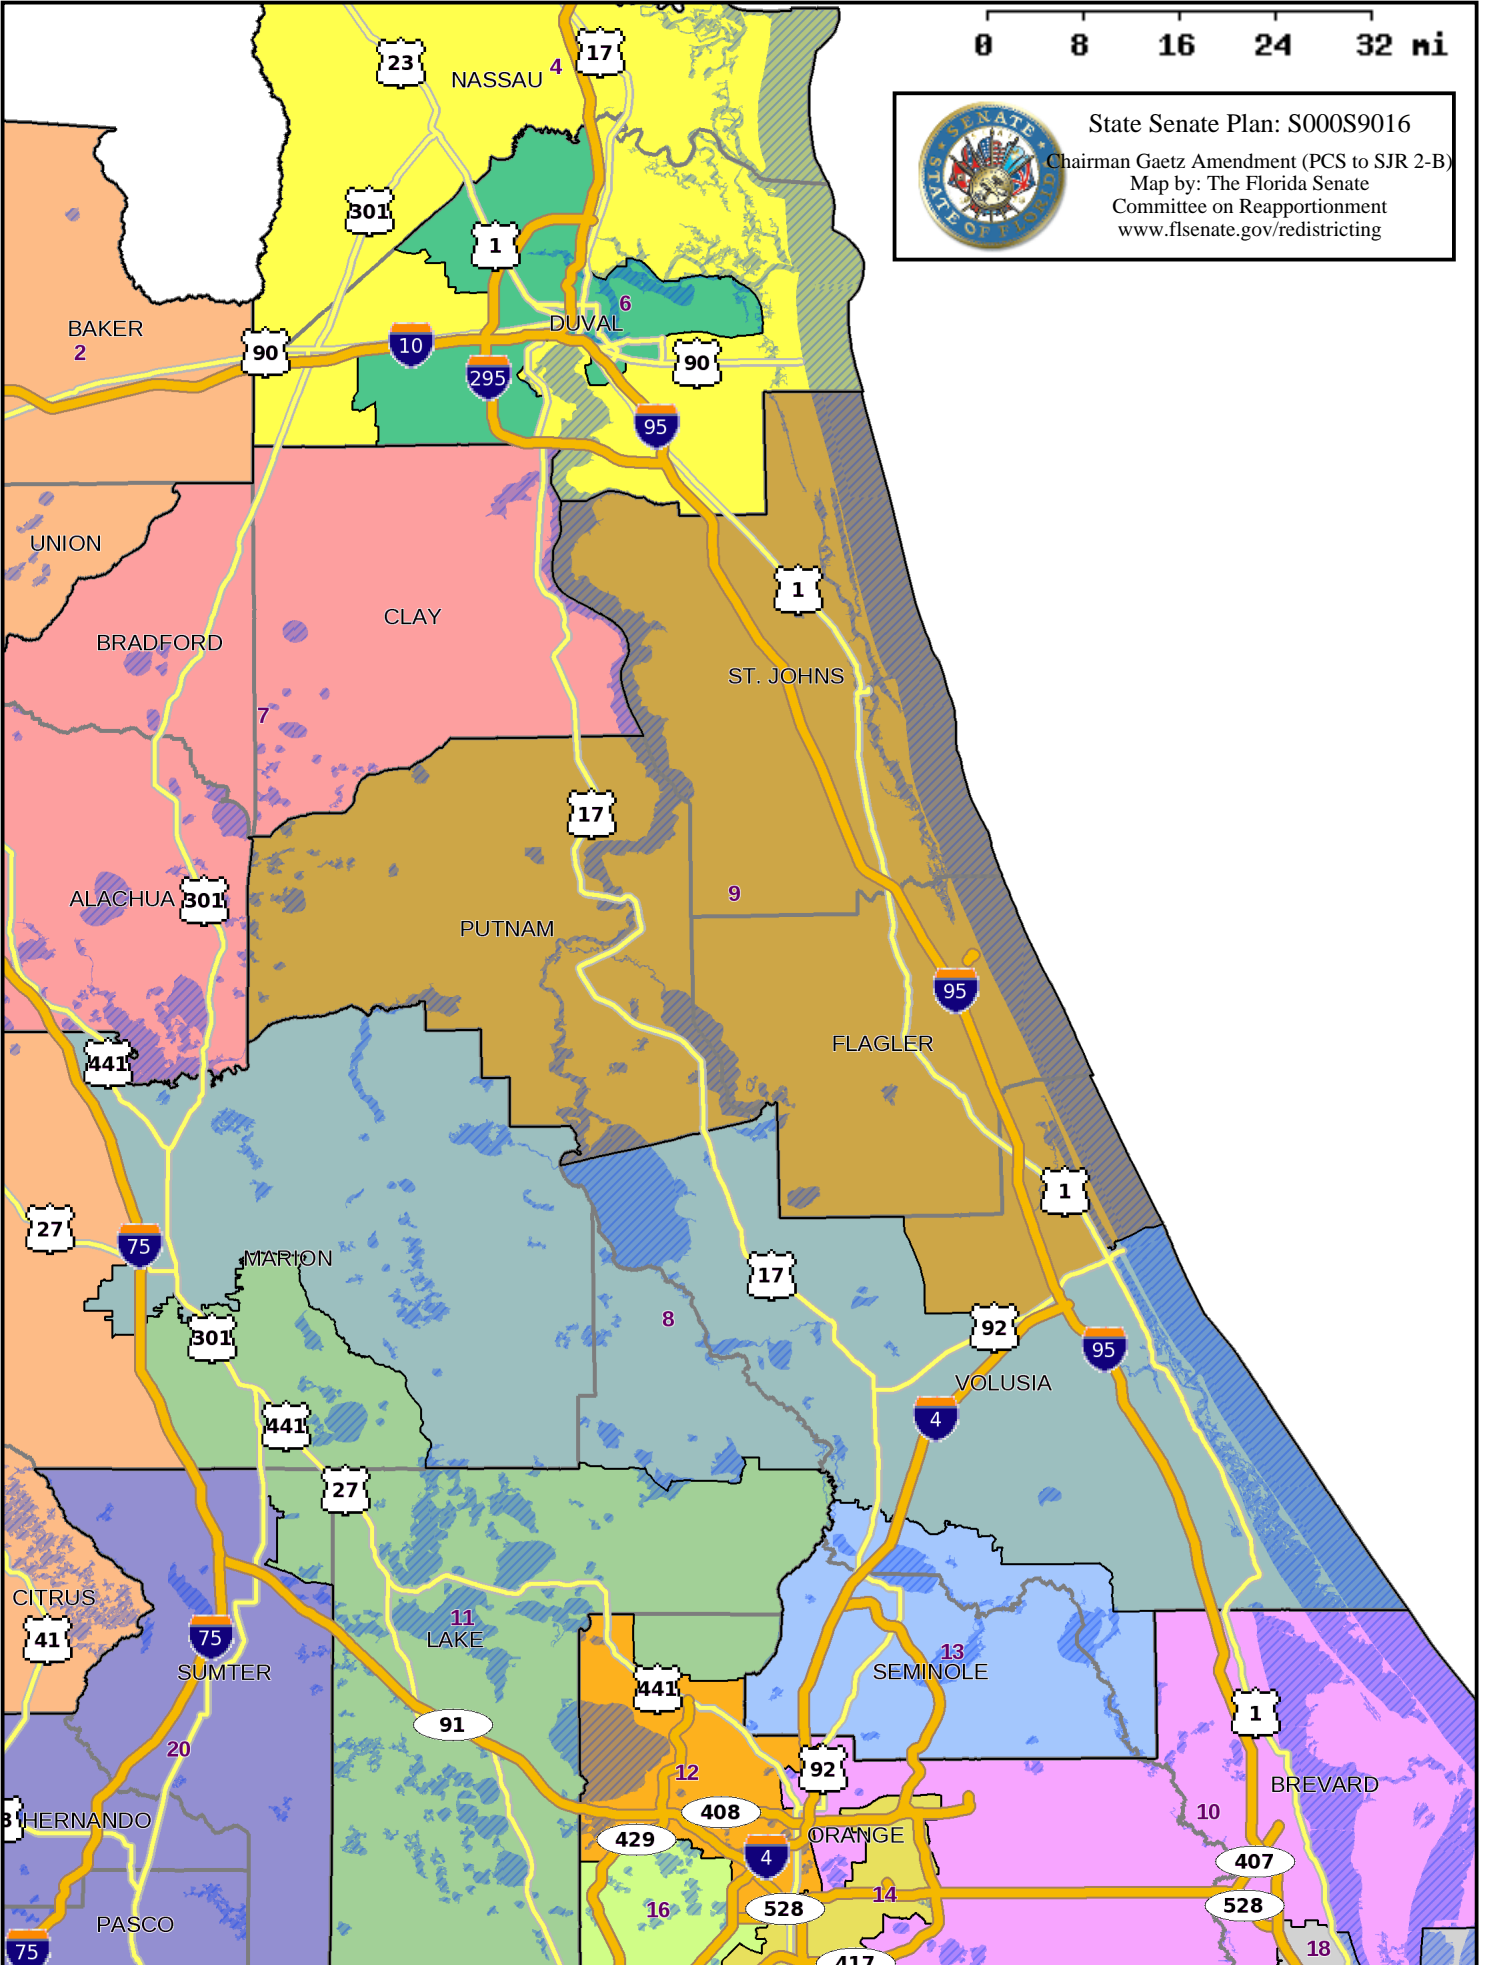 0 8 16 24 32 mi
State Senate Plan: S000S9016
Chairman Gaetz Amendment (PCS to SJR 2-B)
Map by: The Florida Senate
Committee on Reapportionment
www.flsenate.gov/redistricting
SENATE
STATE OF FLORIDA
23
17
NASSAU 4
301
1
6
DUVAL
BAKER
2
90
10
90
295
95
UNION
1
CLAY
BRADFORD
ST. JOHNS
7
17
ALACHUA
301
9
PUTNAM
95
FLAGLER
441
1
27
75
MARION
17
8
301
92
95
VOLUSIA
4
441
27
CITRUS
11
41
75
LAKE
13
SUMTER
SEMINOLE
441
1
91
20
12
92
BREVARD
408
10
HERNANDO
429
ORANGE
4
407
14
528
16
528
PASCO
75
18
417